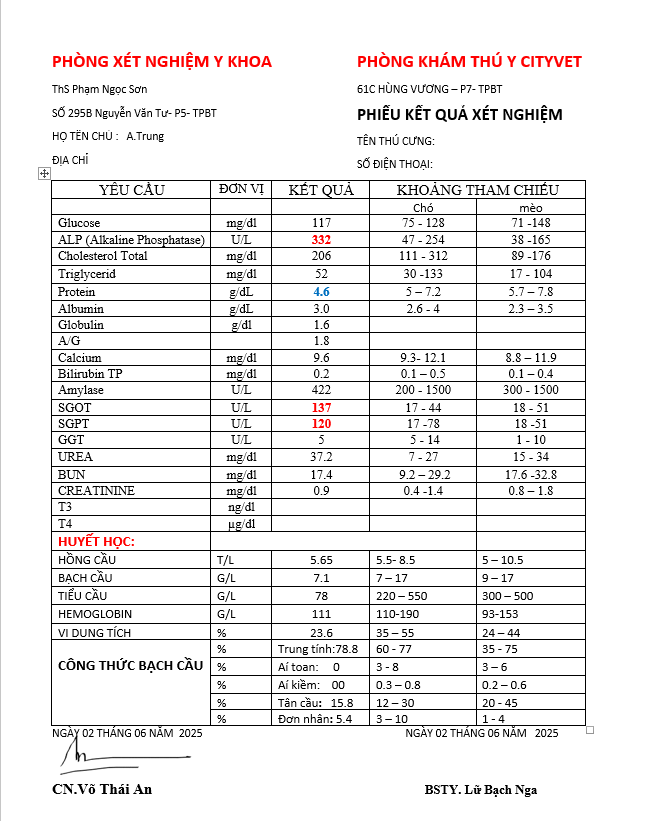 PHÒNG XÉT NGHIỆM Y KHOA PHÒNG KHÁM THÚ Y CITYVET
ThS Phạm Ngọc Sơn 61C HÙNG VƯƠNG – P7- TPBT
SỐ 295B Nguyễn Văn Tư- P5- TPBT PHIẾU KẾT QUẢ XÉT NGHIỆM
HỌ TÊN CHỦ : A.Trung TÊN THÚ CƯNG:
ĐỊA CHỈ SỐ ĐIỆN THOẠI:
YÊU CẦU ĐƠN VỊ KẾT QUẢ KHOẢNG THAM CHIẾU
Chó mèo
Glucose mg/dl 117 75 - 128 71 -148
ALP (Alkaline Phosphatase) U/L 332 47 - 254 38 -165
Cholesterol Total mg/dl 206 111 - 312 89 -176
Triglycerid mg/dl 52 30 -133 17 - 104
Protein g/dL 4.6 5 – 7.2 5.7 – 7.8
Albumin g/dL 3.0 2.6 - 4 2.3 – 3.5
Globulin g/dl 1.6
A/G 1.8
Calcium mg/dl 9.6 9.3- 12.1 8.8 – 11.9
Bilirubin TP mg/dl 0.2 0.1 – 0.5 0.1 – 0.4
Amylase U/L 422 200 - 1500 300 - 1500
SGOT U/L 137 17 - 44 18 - 51
SGPT U/L 120 17 -78 18 -51
GGT U/L 5 5 - 14 1 - 10
UREA mg/dl 37.2 7 - 27 15 - 34
BUN mg/dl 17.4 9.2 – 29.2 17.6 -32.8
CREATININE mg/dl 0.9 0.4 -1.4 0.8 – 1.8
T3 ng/dl
T4 µg/dl
HUYẾT HỌC:
HỒNG CẦU T/L 5.65 5.5- 8.5 5 – 10.5
BẠCH CẦU G/L 7.1 7 – 17 9 – 17
TIỂU CẦU G/L 78 220 – 550 300 – 500
HEMOGLOBIN G/L 111 110-190 93-153
VI DUNG TÍCH % 23.6 35 – 55 24 – 44
CÔNG THỨC BẠCH CẦU % Trung tính:78.8 60 - 77 35 - 75
% Aí toan: 0 3 - 8 3 – 6
% Aí kiềm: 00 0.3 – 0.8 0.2 – 0.6
% Tân cầu: 15.8 12 – 30 20 - 45
% Đơn nhân: 5.4 3 – 10 1 - 4
NGÀY 02 THÁNG 06 NĂM 2025 NGÀY 02 THÁNG 06 NĂM 2025
CN.Võ Thái An BSTY. Lữ Bạch Nga